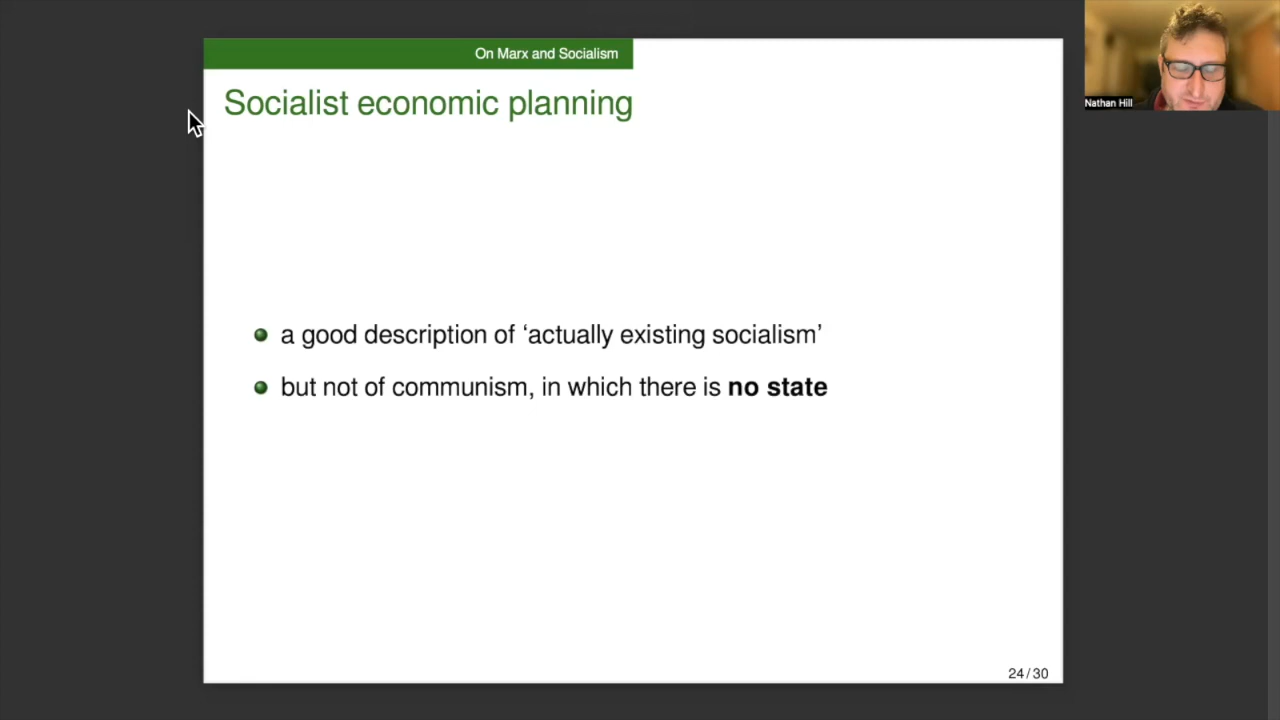 On Marx and Socialism
Socialist economic planning
Nathan Hill
a good description of ‘actually existing socialism’
but not of communism, in which there is no state
24/30